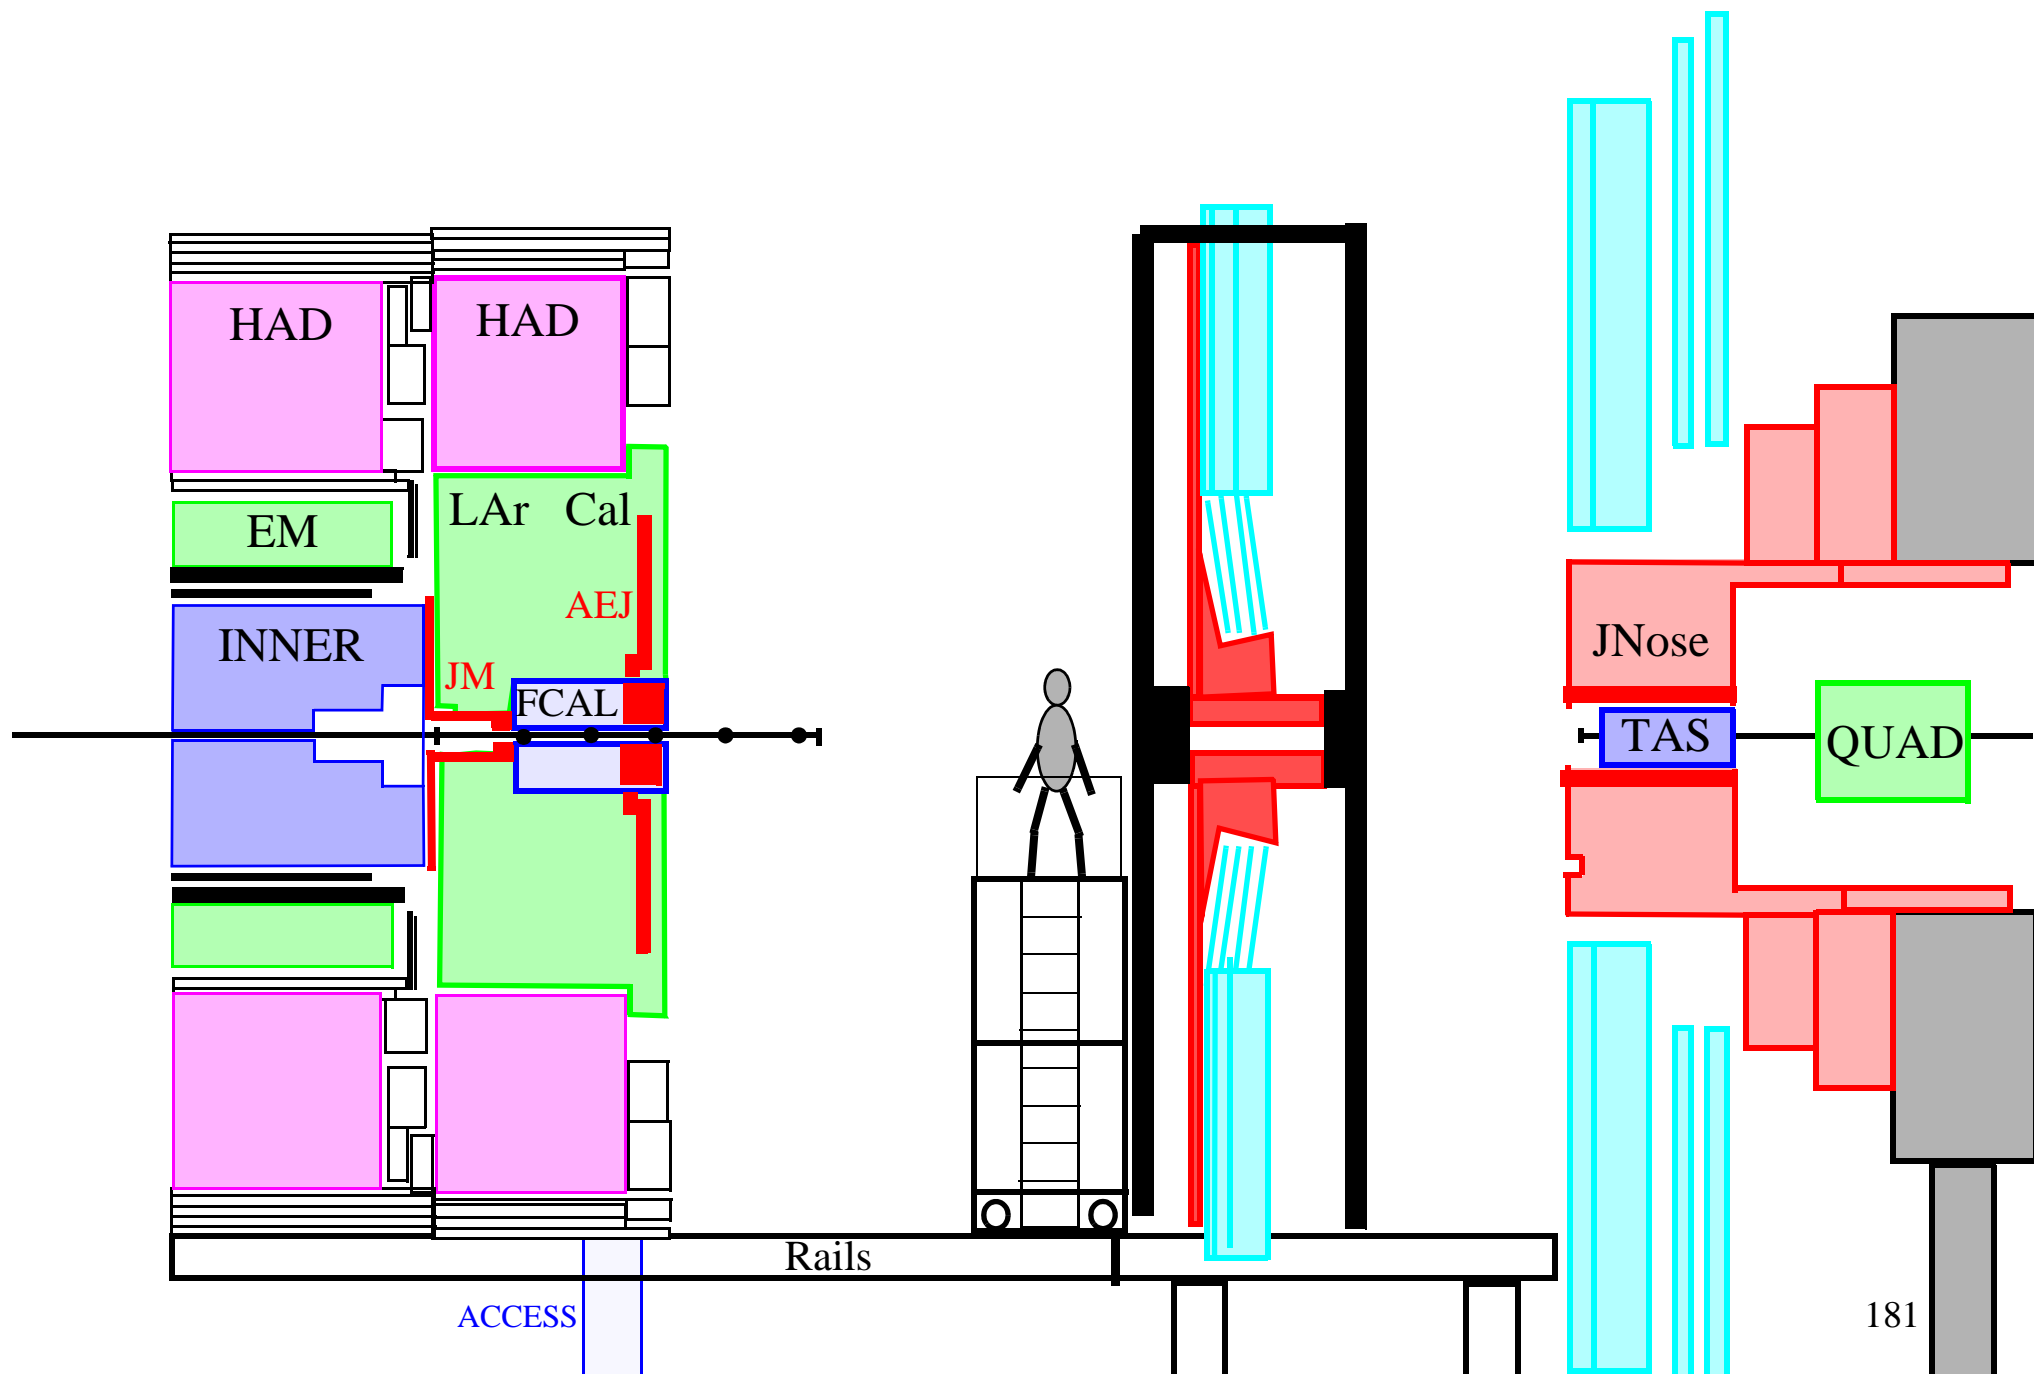 HAD
HAD
LAr Cal
EM
AEJ
INNER
JNose
JM
FCAL
TAS
QUAD
Rails
ACCESS
181